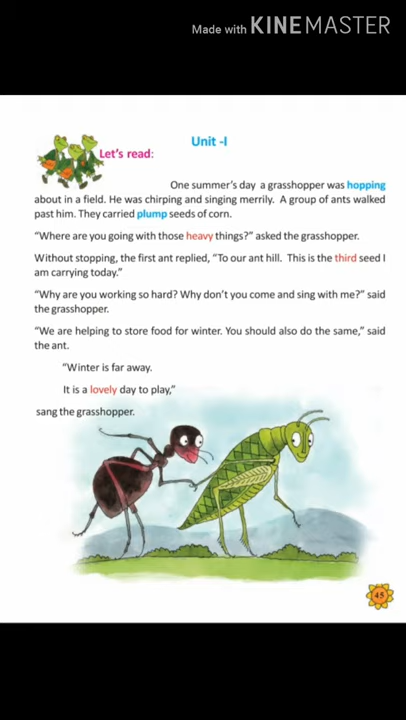 Made with KINEMASTER
Unit -I
Let's read:
One summer's day a grasshopper was hopping
about in a field. He was chirping and singing merrily. A group of ants walked
past him. They carried plump seeds of corn.
"Where are you going with those heavy things?" asked the grasshopper.
Without stopping, the first ant replied, "To our ant hill. This is the third seed I
am carrying today."
"Why are you working so hard? Why don't you come and sing with me?" said
the grasshopper.
"We are helping to store food for winter. You should also do the same," said
the ant.
"Winter is far away.
It is a lovely day to play,"
sang the grasshopper.
45